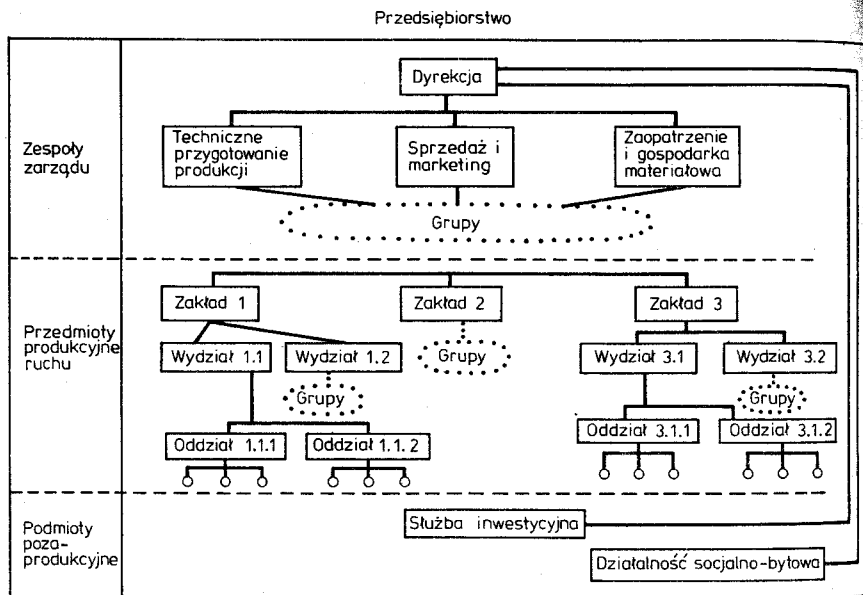 Przedsiębiorstwo
Dyrekcja
Zespoły
zarządu
Techniczne
przygotowanie
produkcji
Sprzedaż i
marketing
Zaopatrzenie
i gospodarka
materiałowa
Grupy
Przedmioty
produkcyjne
ruchu
Zakład 1
Zakład 2
Zakład 3
Wydział 1.1
Wydział 1.2
Grupy
Wydział 3.1
Wydział 3.2
Grupy
Grupy
Oddział 1.1.1
Oddział 1.1.2
Oddział 3.1.1
Oddział 3.1.2
Podmioty
poza-
produkcyjne
Służba inwestycyjna
Działalność socjalno-bytowa